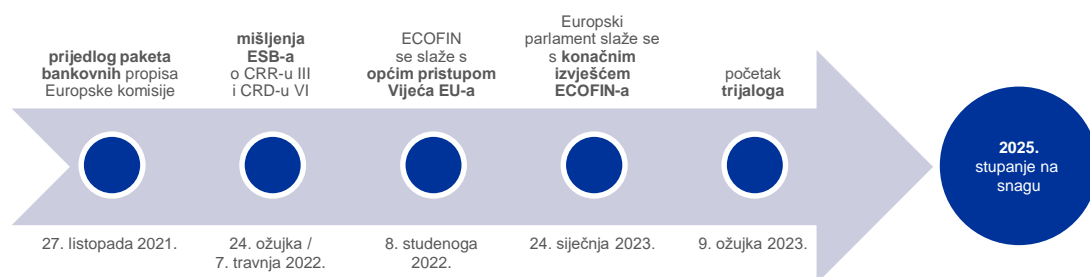 prijedlog paketa
bankovnih propisa
Europske komisije
27. listopada 2021.
mišljenja
ESB-a
o CRR-u III
i CRD-u VI
24. ožujka /
7. travnja 2022.
ECOFIN
se slaže s
općim pristupom
Vijeća EU-a
8. studenoga
2022.
Europski
parlament slaže se
s konačnim
izvješćem
ECOFIN-a
24. siječnja 2023.
početak
trijaloga
9. ožujka 2023.
2025.
stupanje na
snagu